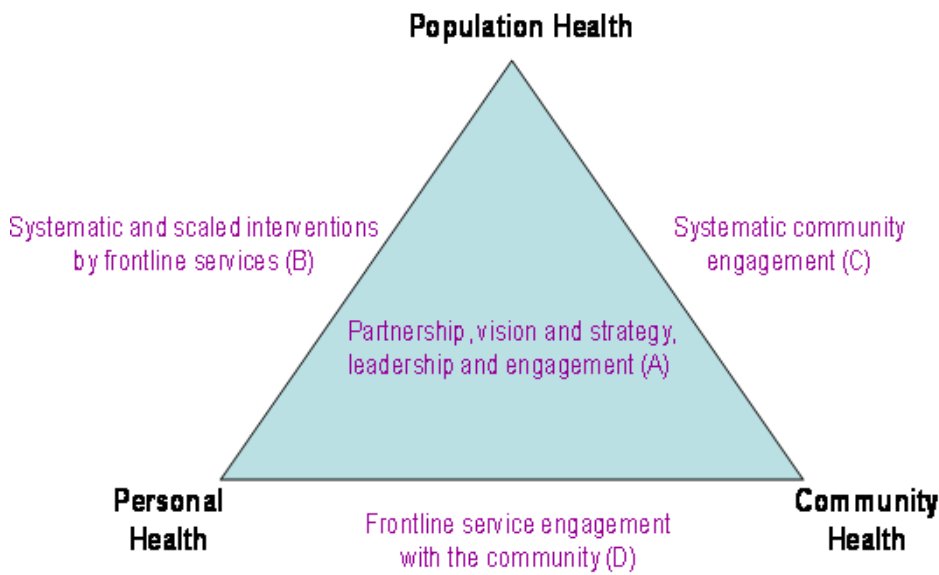 Population Health
Systematic and scaled interventions
by frontline services (B)
Systematic community
engagement (C)
Partnership, vision and strategy,
leadership and engagement (A)
Personal
Health
Frontline service engagement
with the community (D)
Community
Health